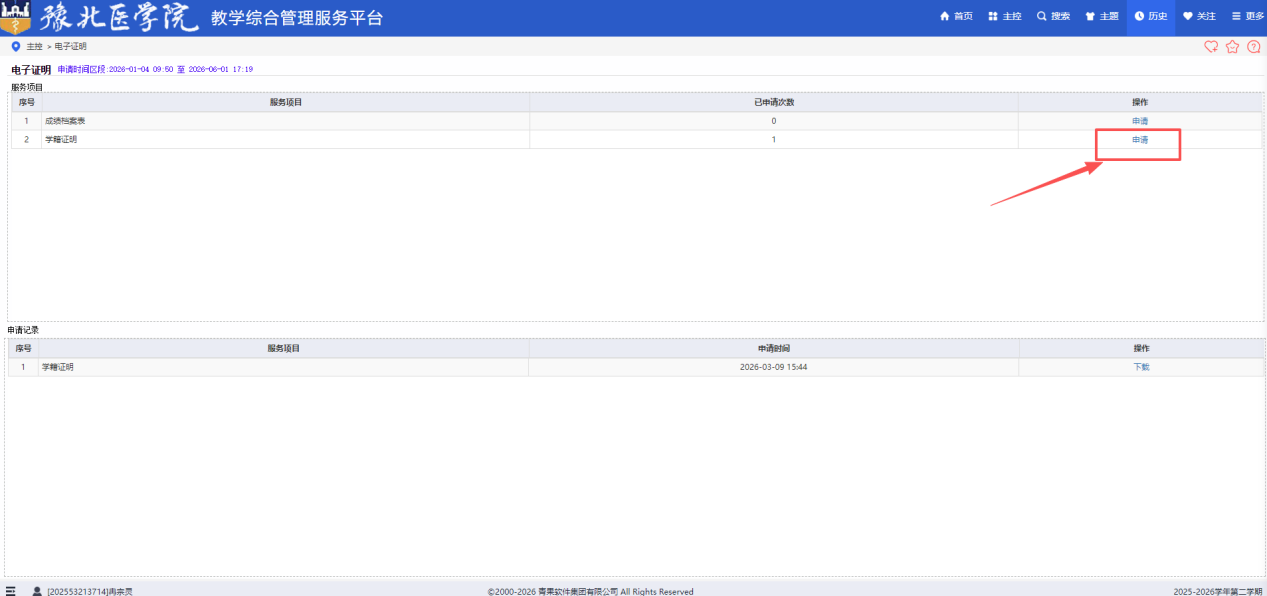 豫北医学院 教学综合管理服务平台 首页 主控 搜索 主题 历史 关注 更多
主控 > 电子证明
电子证明 申请时间区段:2026-01-04 09:50 至 2026-06-01 17:19
服务项目
序号 服务项目 已申请次数 操作
1 成绩档案表 0 申请
2 学籍证明 1 申请
申请记录
序号 服务项目 申请时间 操作
1 学籍证明 2026-03-09 15:44 下载
[202553213714]冉宗灵 ©2000-2026 青果软件集团有限公司 All Rights Reserved 2025-2026学年第二学期